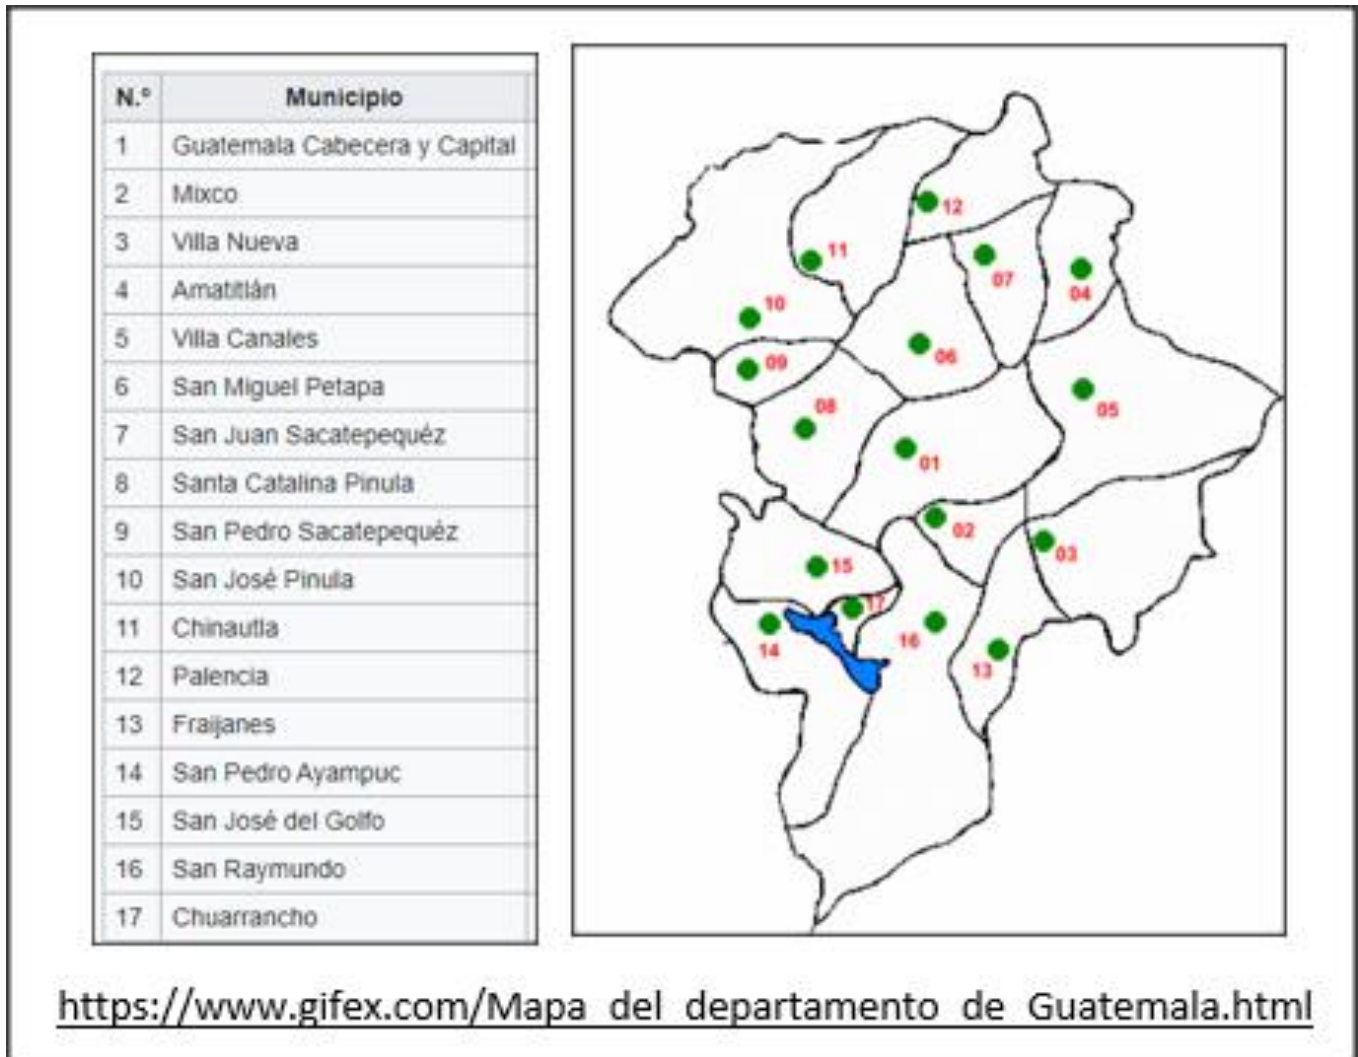 N.° Municipio
1 Guatemala Cabecera y Capital
2 Mixco
3 Villa Nueva
4 Amatitlán
5 Villa Canales
6 San Miguel Petapa
7 San Juan Sacatepequéz
8 Santa Catalina Pinula
9 San Pedro Sacatepequéz
10 San José Pinula
11 Chinautla
12 Palencia
13 Fraijanes
14 San Pedro Ayampuc
15 San José del Golfo
16 San Raymundo
17 Chuarrancho
12
11
07
04
10
06
09
05
08
01
02
03
15
17
16
14
13
https://www.gifex.com/Mapa del departamento de Guatemala.html